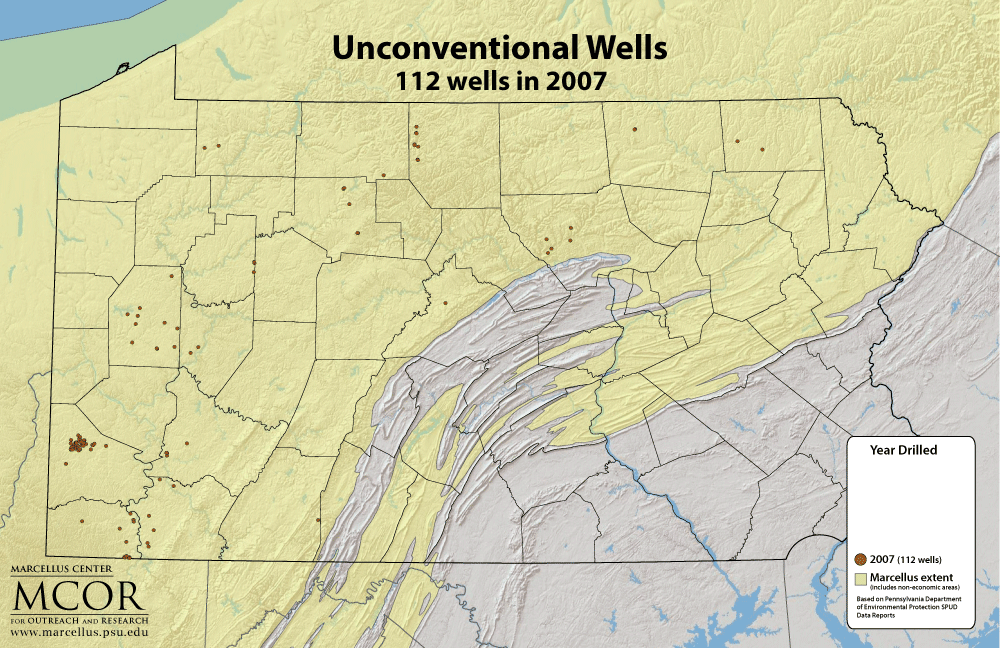 Unconventional Wells
112 wells in 2007
Year Drilled
2007 (112 wells)
Marcellus extent
(includes non-economic areas)
Based on Pennsylvania Department
of Environmental Protection SPUD
Data Reports
MARCELLUS CENTER
MCOR
FOR OUTREACH AND RESEARCH
www.marcellus.psu.edu